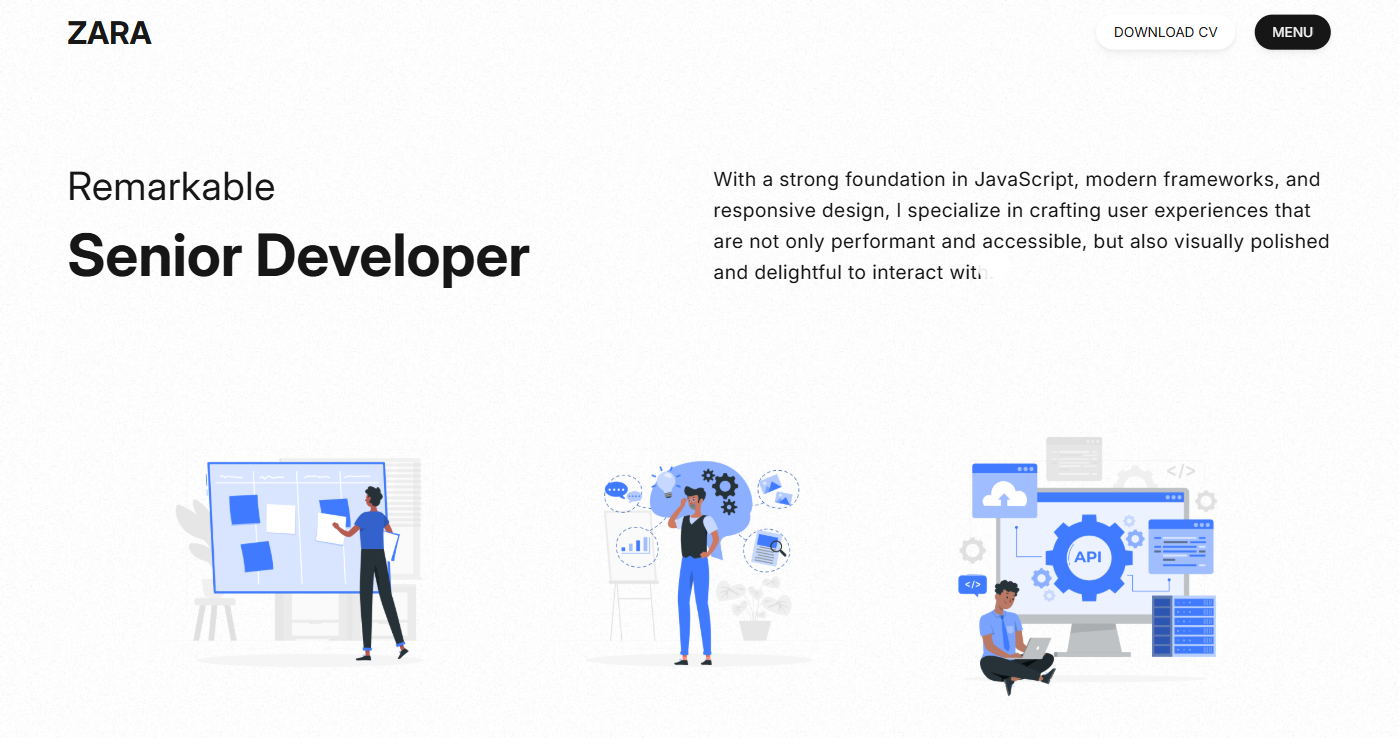 ZARA
DOWNLOAD CV
MENU
Remarkable
Senior Developer
With a strong foundation in JavaScript, modern frameworks, and
responsive design, I specialize in crafting user experiences that
are not only performant and accessible, but also visually polished
and delightful to interact with.
</>
API
</>